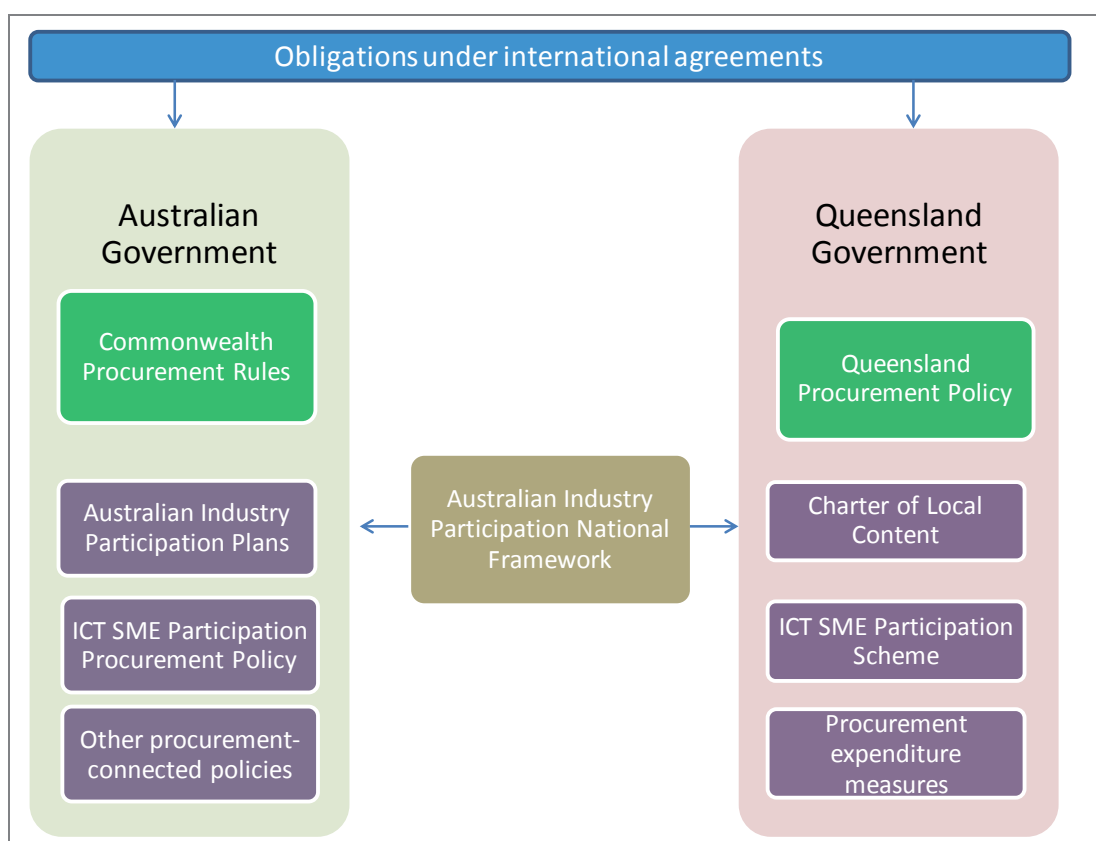 Obligations under international agreements
Australian
Government
Commonwealth
Procurement Rules
Australian Industry
Participation Plans
ICT SME Participation
Procurement Policy
Other procurement-
connected policies
Australian Industry
Participation National
Framework
Queensland
Government
Queensland
Procurement Policy
Charter of Local
Content
ICT SME Participation
Scheme
Procurement
expenditure
measures